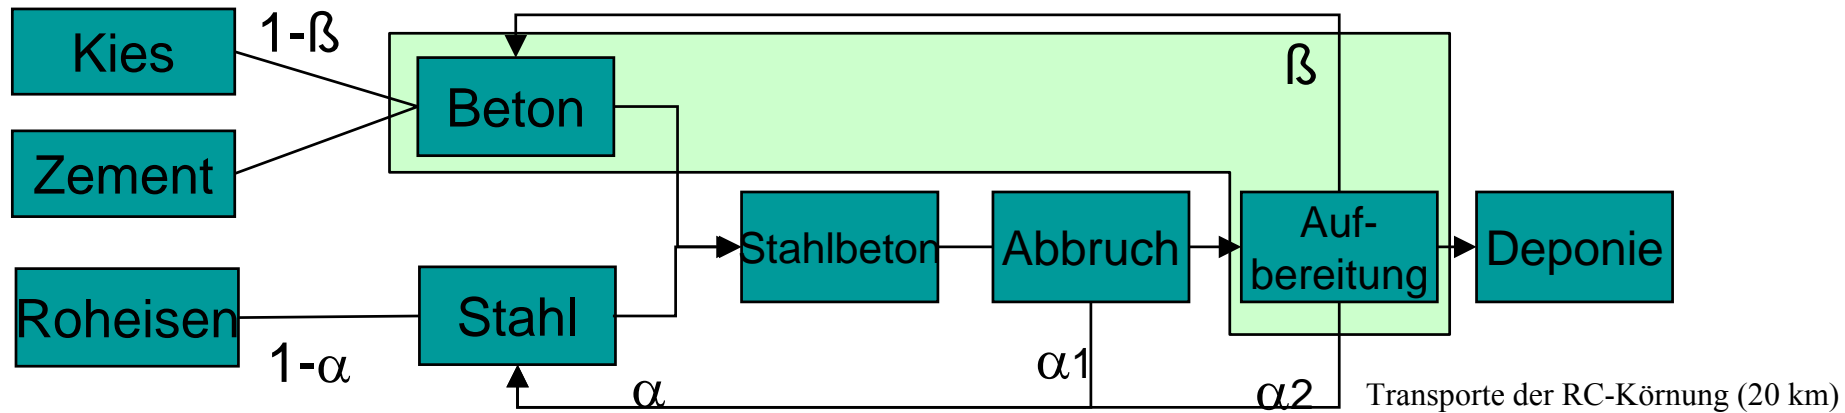 Kies
1-ß
ß
Beton
Zement
Stahlbeton
Abbruch
Auf-
bereitung
Deponie
Roheisen
Stahl
1-α
α
α1
α2
Transporte der RC-Körnung (20 km)